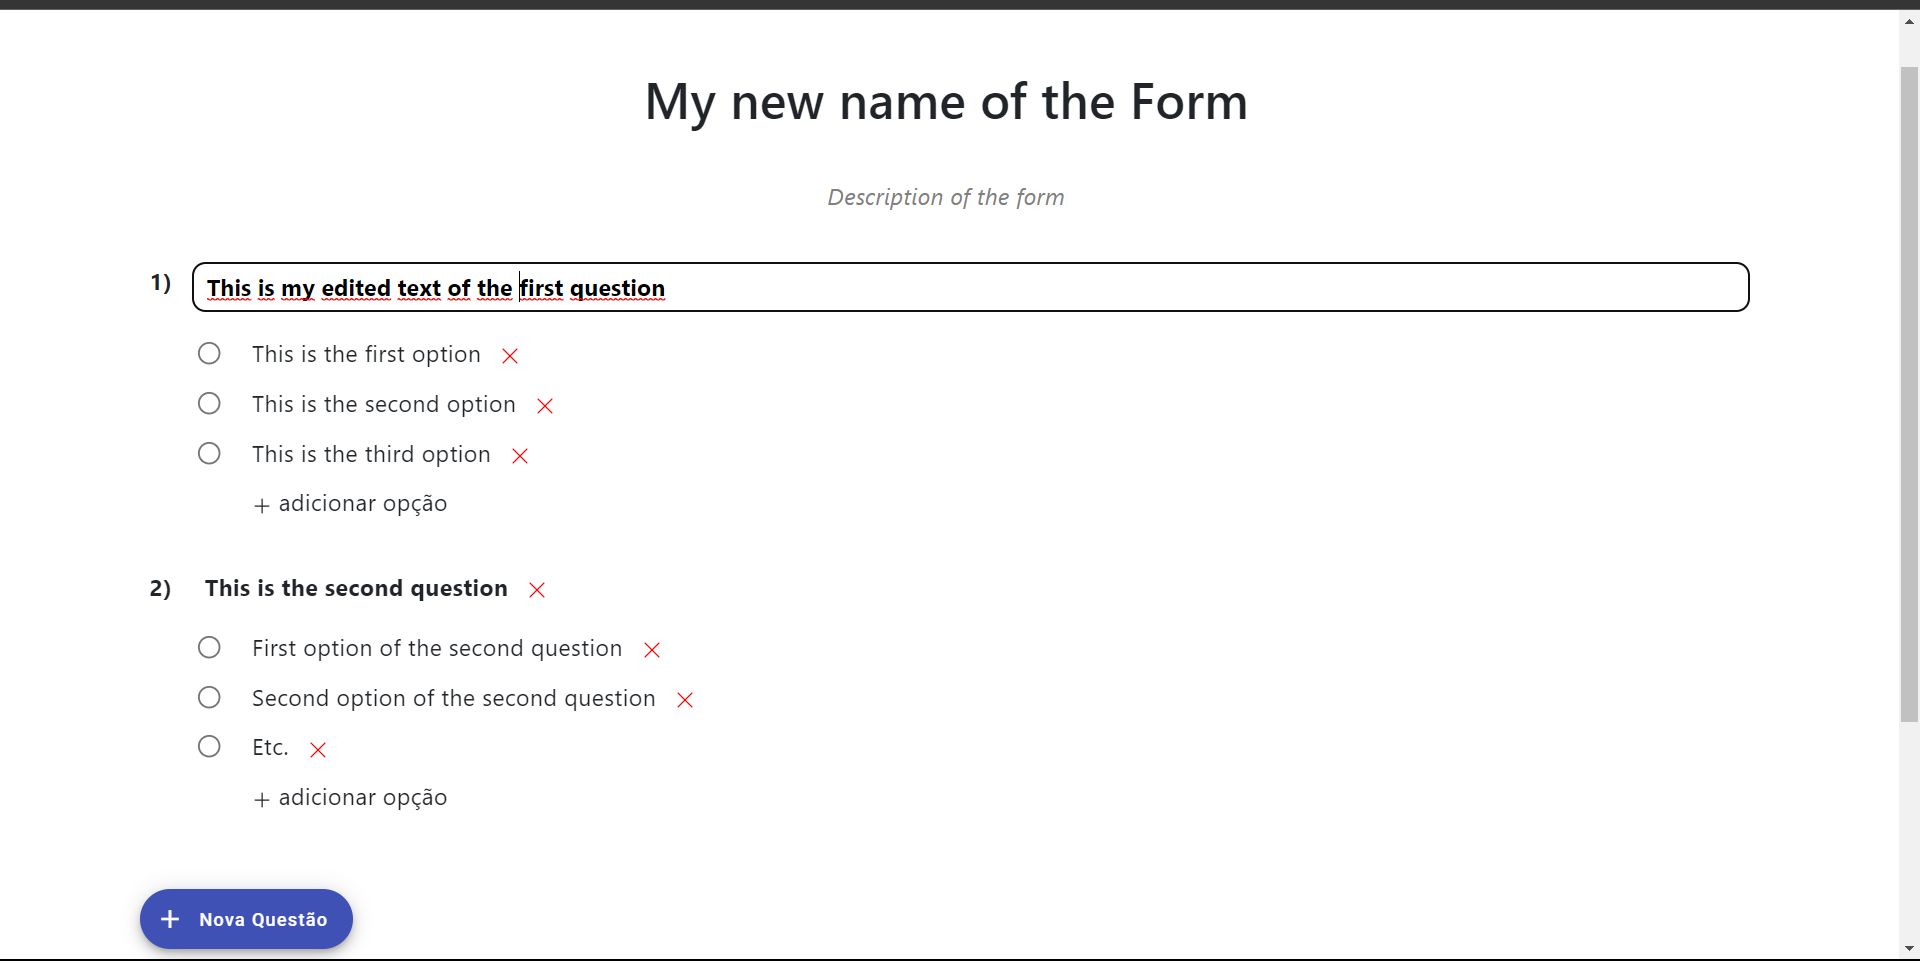 My new name of the Form
Description of the form
1) This is my edited text of the first question
This is the first option
This is the second option
This is the third option
+ adicionar opção
2) This is the second question
First option of the second question
Second option of the second question
Etc.
+ adicionar opção
+ Nova Questão